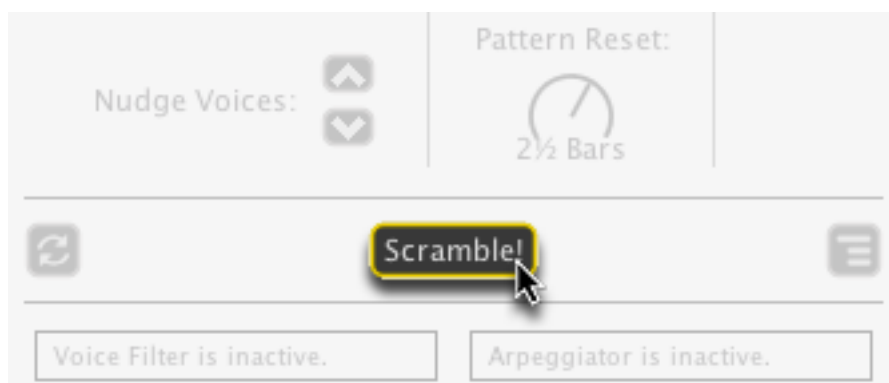 Pattern Reset:
Nudge Voices:
2½ Bars
Scramble!
Voice Filter is inactive.
Arpeggiator is inactive.